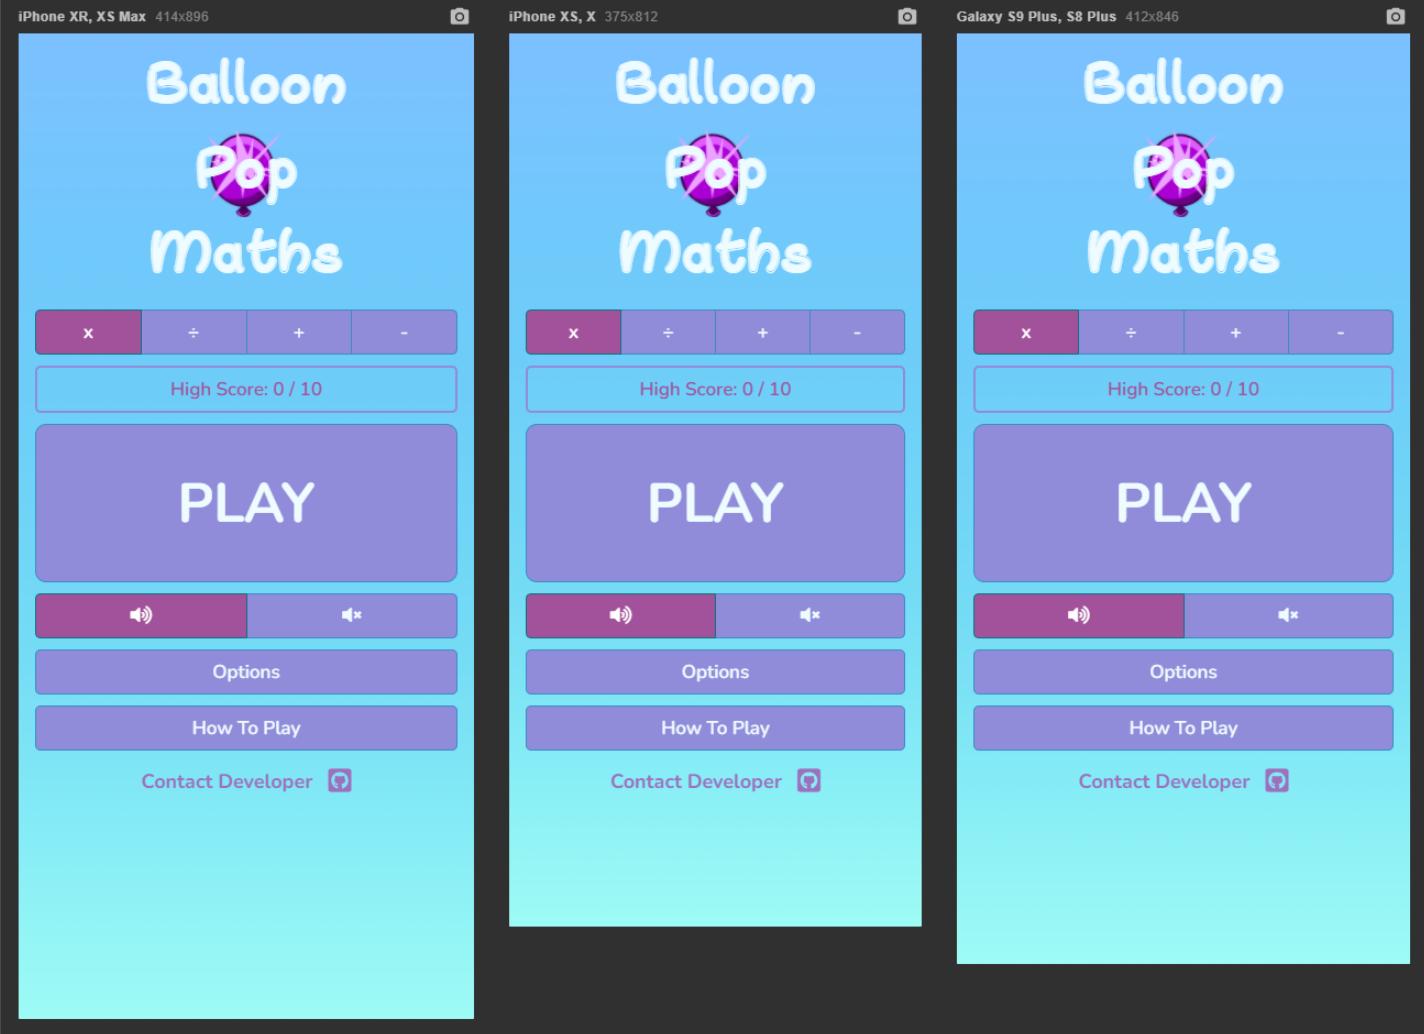 iPhone XR, XS Max 414x896
Balloon
Pop
Maths
x ÷ + -
High Score: 0 / 10
PLAY
Options
How To Play
Contact Developer
iPhone XS, X 375x812
Balloon
Pop
Maths
x ÷ + -
High Score: 0 / 10
PLAY
Options
How To Play
Contact Developer
Galaxy S9 Plus, S8 Plus 412x846
Balloon
Pop
Maths
x ÷ + -
High Score: 0 / 10
PLAY
Options
How To Play
Contact Developer